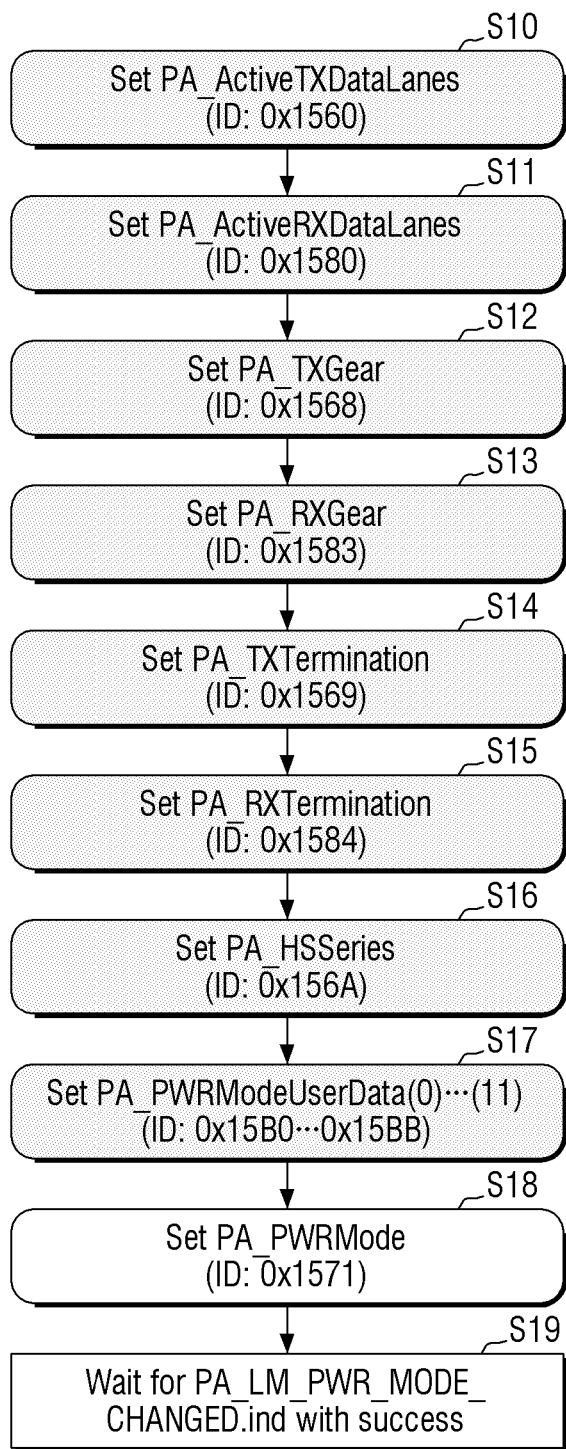 S10
Set PA_ActiveTXDataLanes
(ID: 0x1560)
S11
Set PA_ActiveRXDataLanes
(ID: 0x1580)
S12
Set PA_TXGear
(ID: 0x1568)
S13
Set PA_RXGear
(ID: 0x1583)
S14
Set PA_TXTermination
(ID: 0x1569)
S15
Set PA_RXTermination
(ID: 0x1584)
S16
Set PA_HSSeries
(ID: 0x156A)
S17
Set PA_PWRModeUserData(0)⋯(11)
(ID: 0x15B0⋯0x15BB)
S18
Set PA_PWRMode
(ID: 0x1571)
S19
Wait for PA_LM_PWR_MODE_
CHANGED.ind with success